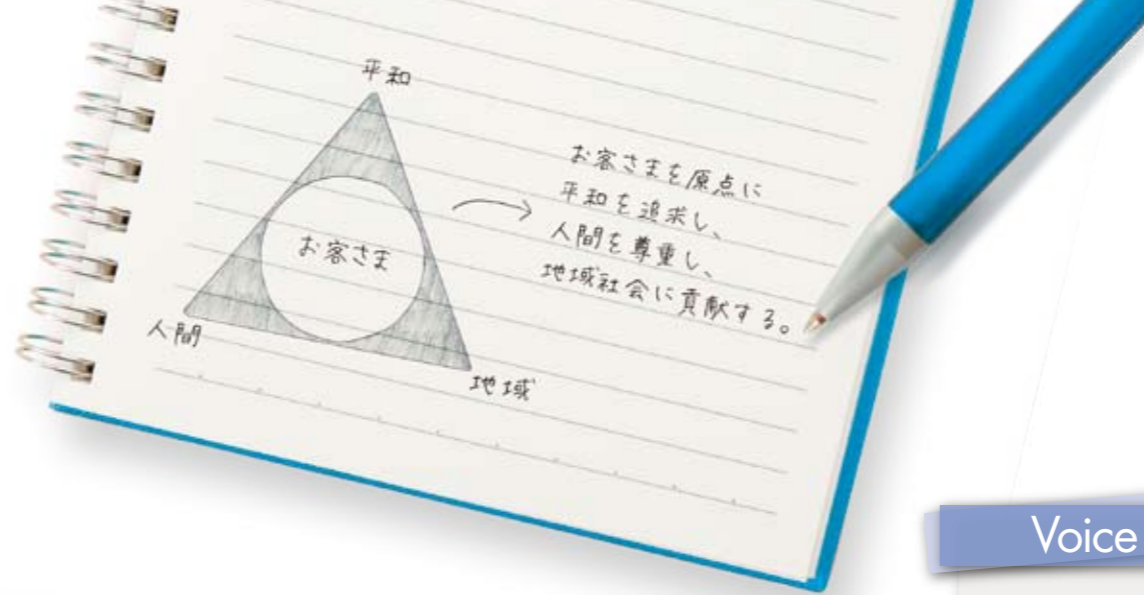 平和
お客さま
人間
地域
お客さまを原点に
平和を追求し、
人間を尊重し、
地域社会に貢献する。
Voice